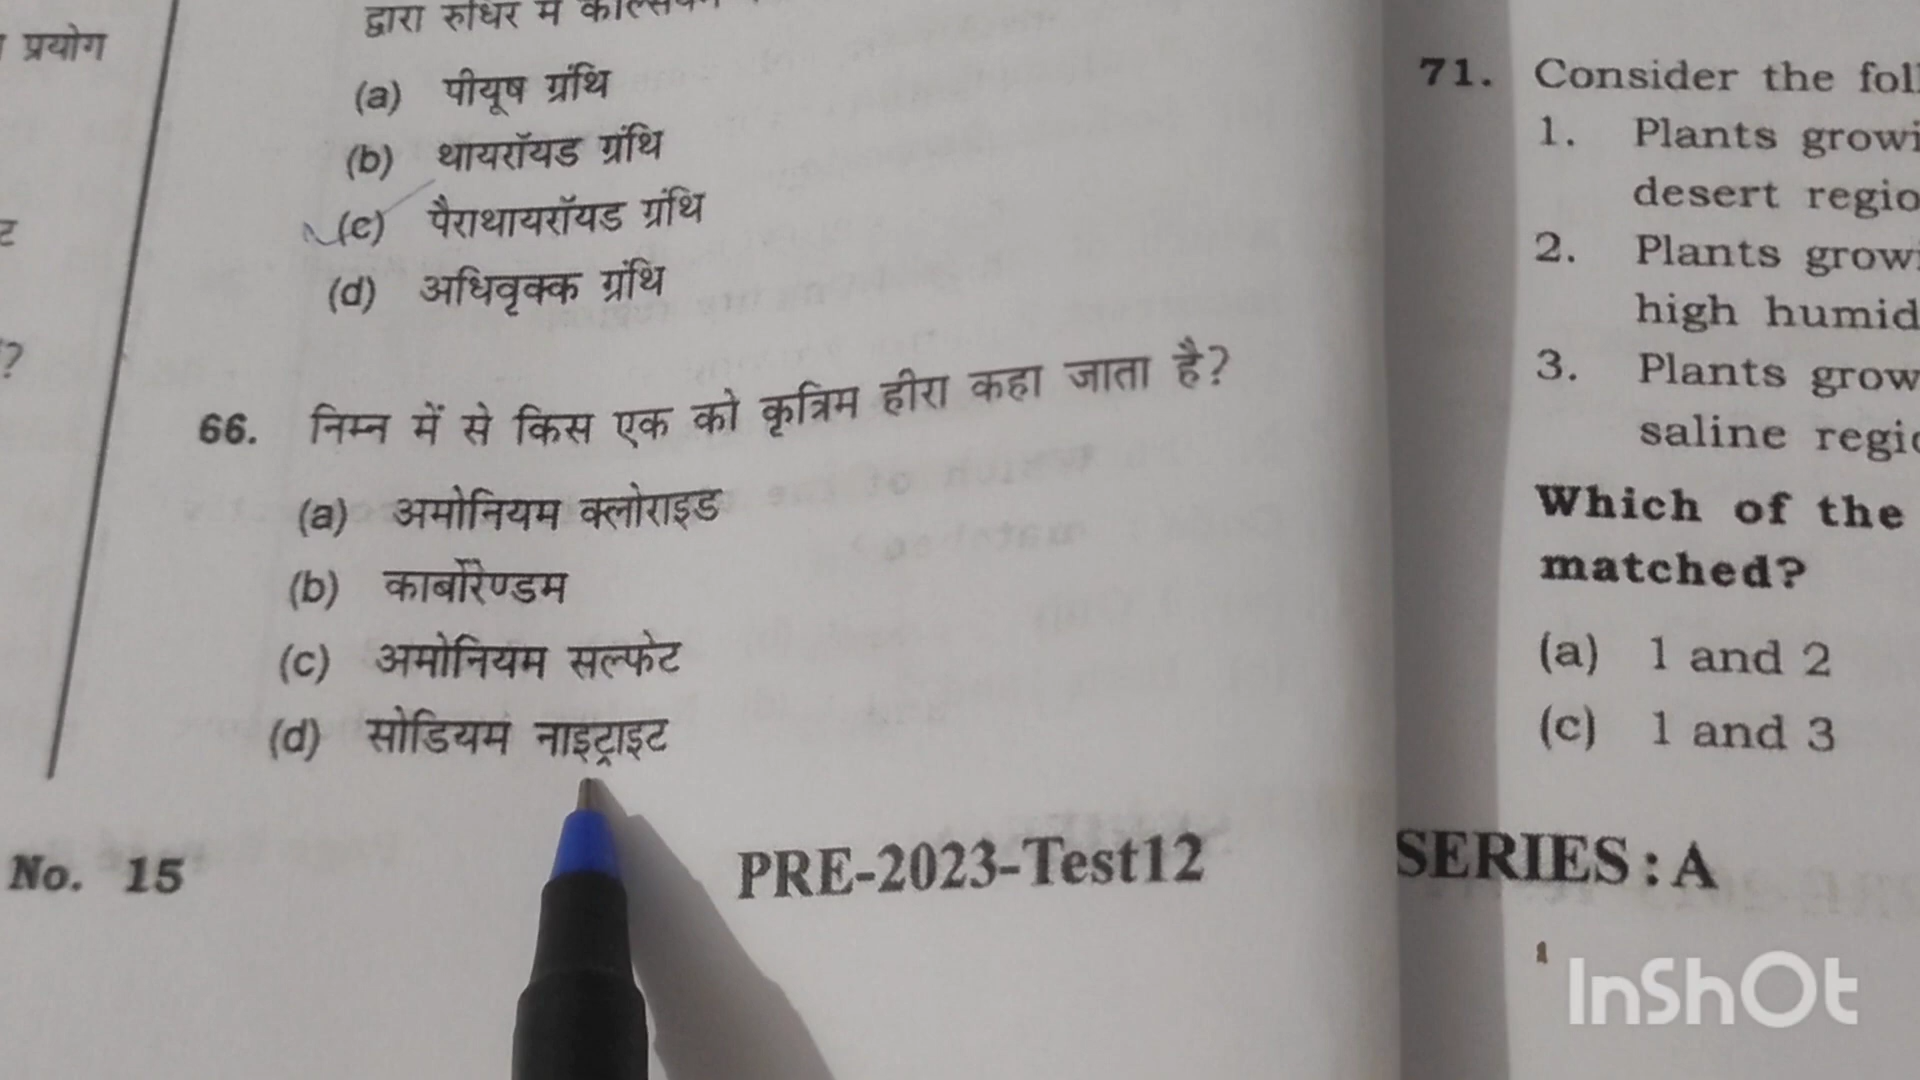 प्रयोग
?
द्वारा रुधिर में
(a) पीयूष ग्रंथि
(b) थायरॉयड ग्रंथि
(c) पैराथायरॉयड ग्रंथि
(d) अधिवृक्क ग्रंथि
66. निम्न में से किस एक को कृत्रिम हीरा कहा जाता है?
(a) अमोनियम क्लोराइड
(b) कार्बोरेण्डम
(c) अमोनियम सल्फेट
(d) सोडियम नाइट्राइट
No. 15
PRE-2023-Test12
71. Consider the foll
1. Plants growi
desert regio
2. Plants grow
high humid
3. Plants grow
saline regi
Which of the
matched?
(a) 1 and 2
(c) 1 and 3
SERIES : A
InShOt